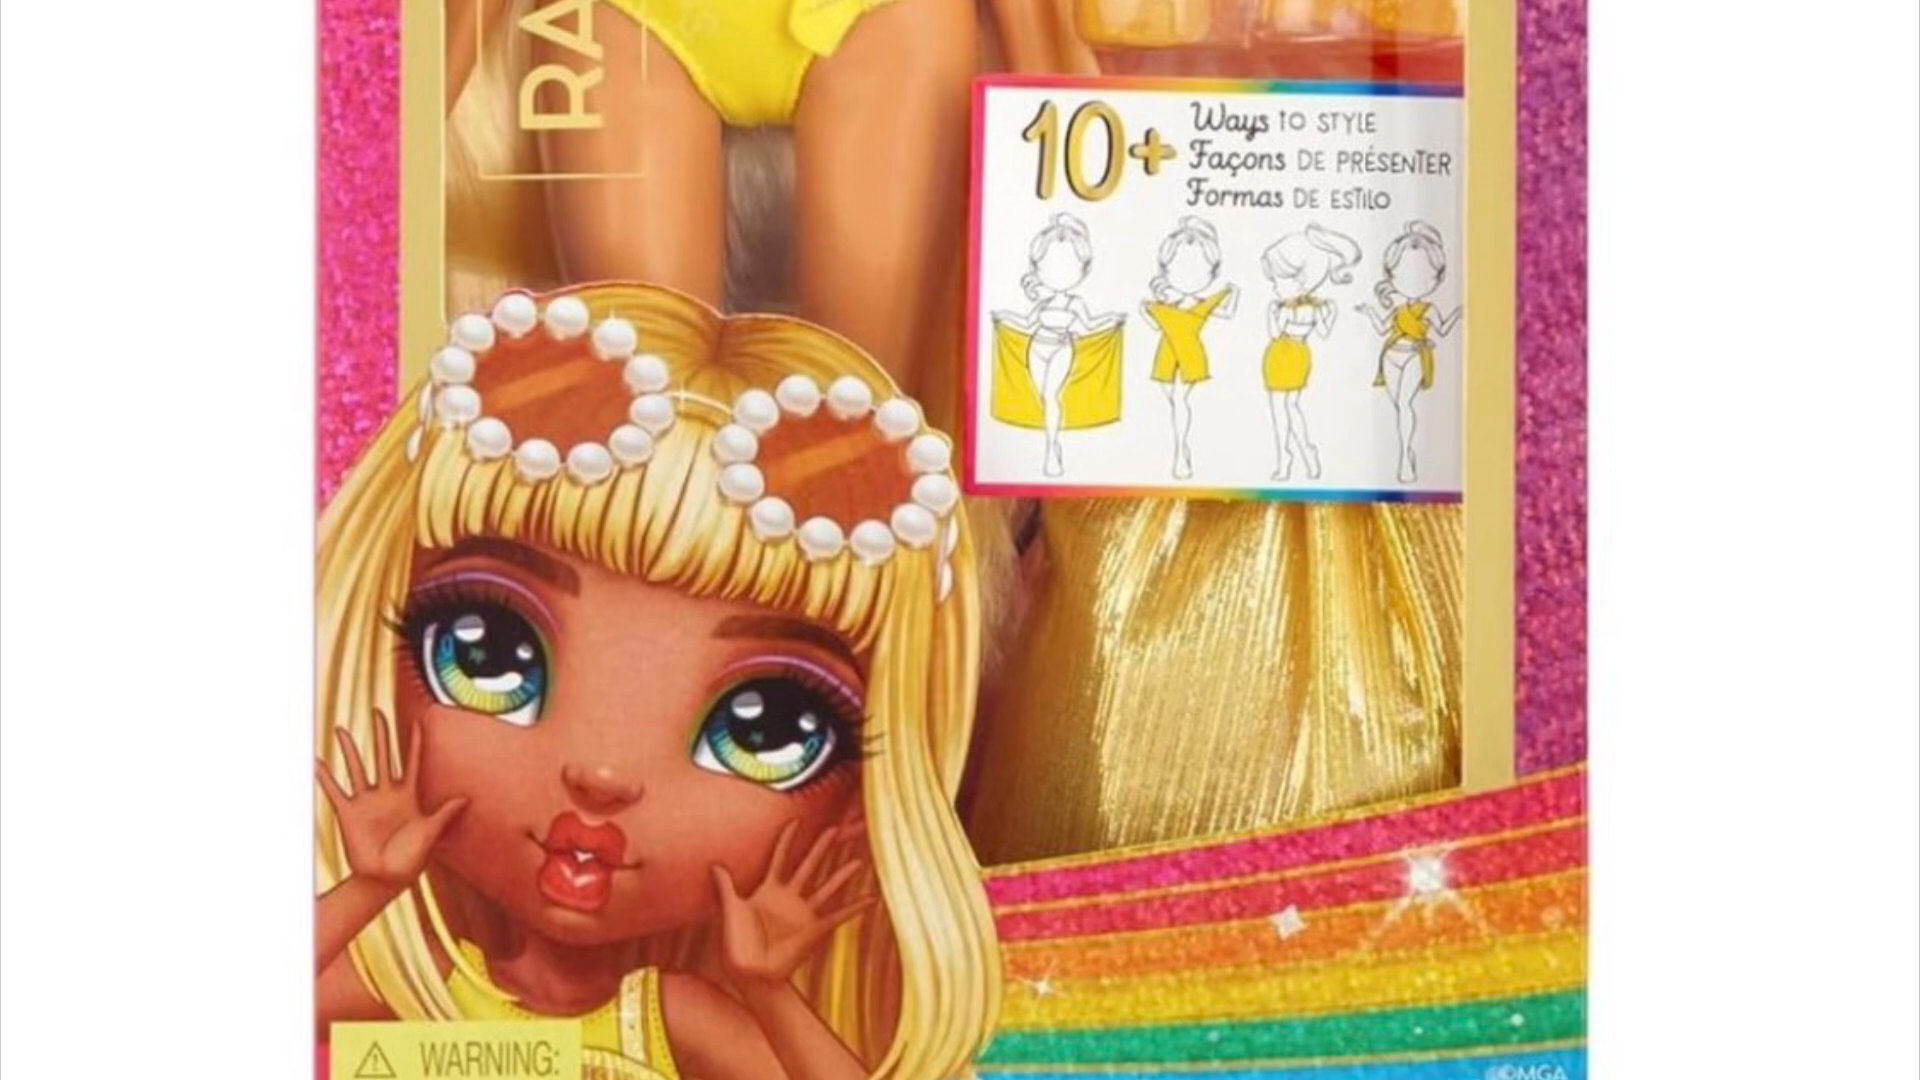 RA
10+ Ways TO STYLE
Façons DE PRÉSENTER
Formas DE ESTILO
WARNING:
©MGA